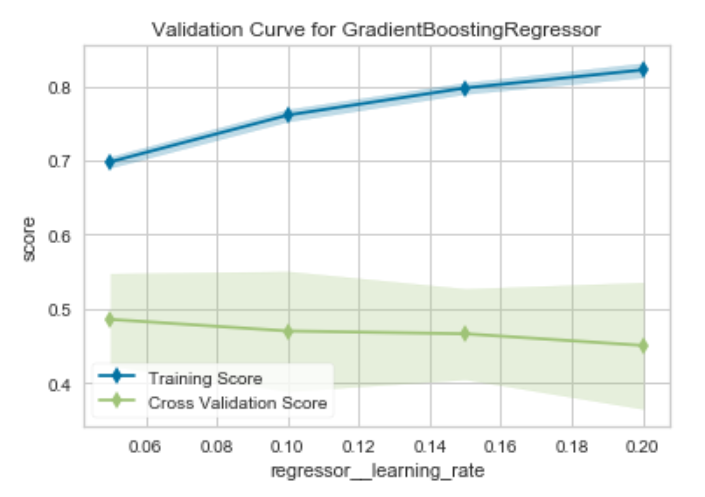 Validation Curve for GradientBoostingRegressor
score
0.8
0.7
0.6
0.5
0.4
Training Score
Cross Validation Score
0.06 0.08 0.10 0.12 0.14 0.16 0.18 0.20
regressor__learning_rate